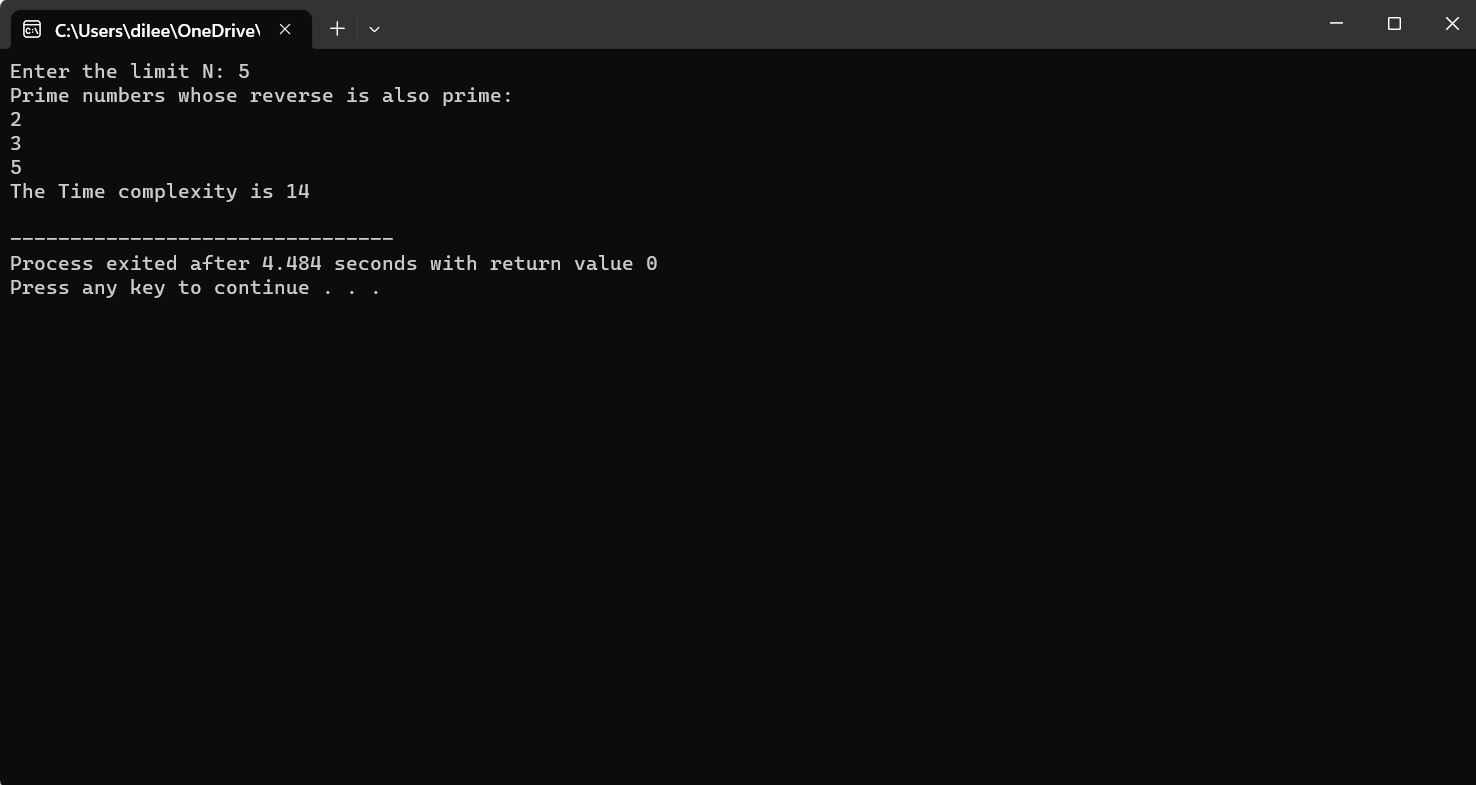 C:\Users\dilee\OneDrive\
Enter the limit N: 5
Prime numbers whose reverse is also prime:
2
3
5
The Time complexity is 14
--------------------------------
Process exited after 4.484 seconds with return value 0
Press any key to continue . . .